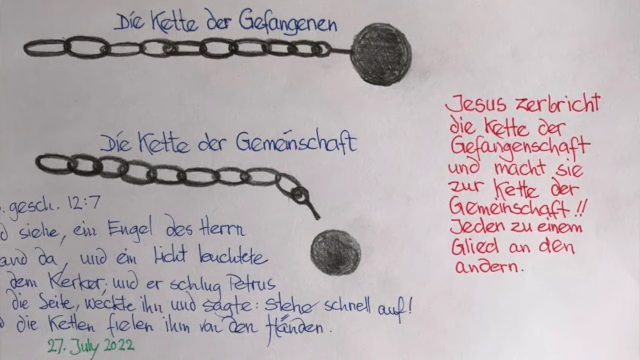 Die Kette der Gefangenen
Die Kette der Gemeinschaft
gesch. 12:7
siehe, ein Engel des Herrn
und ein Licht leuchtete
dem Kerker; und er schlug Petrus
die Seite, weckte ihn und sagte: stehe schnell auf!
die Ketten fielen ihm von den Händen.
27. July 2022
Jesus zerbricht
die Kette der
Gefangenschaft
und macht sie
zur Kette der
Gemeinschaft!!
Jeden zu einem
Glied an den
andern.